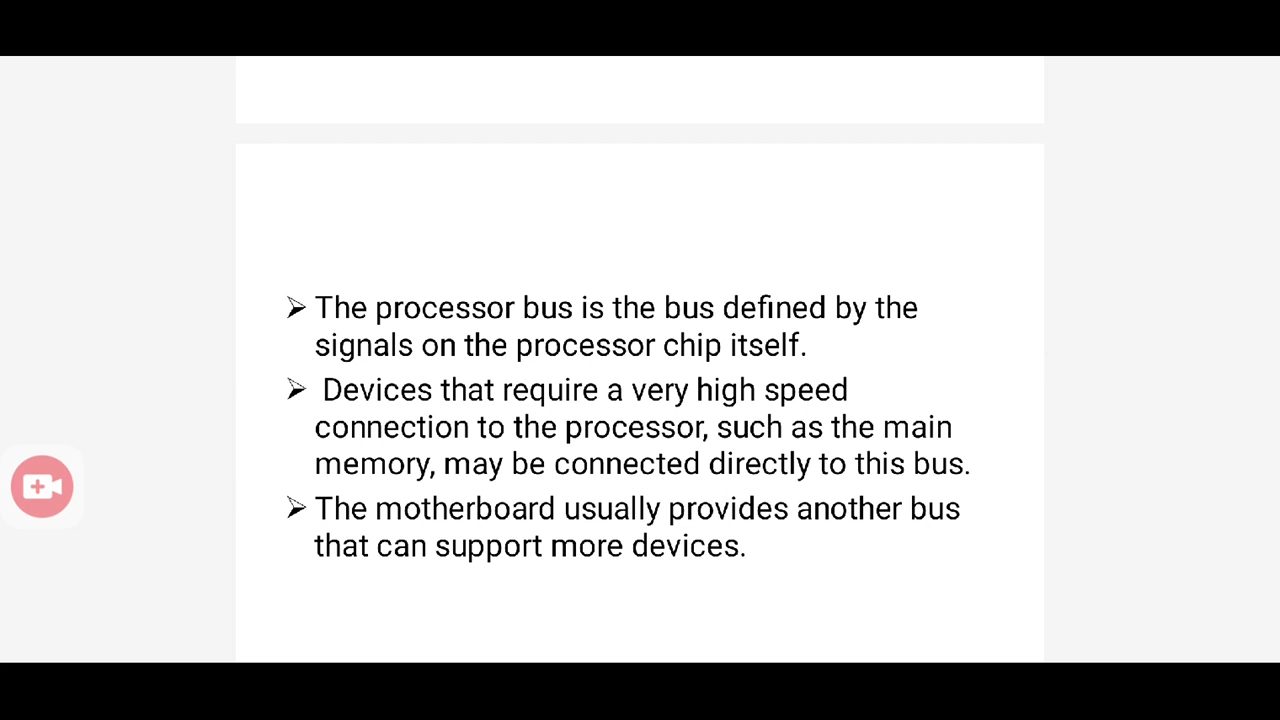 ➢ The processor bus is the bus defined by the
signals on the processor chip itself.
➢ Devices that require a very high speed
connection to the processor, such as the main
memory, may be connected directly to this bus.
➢ The motherboard usually provides another bus
that can support more devices.